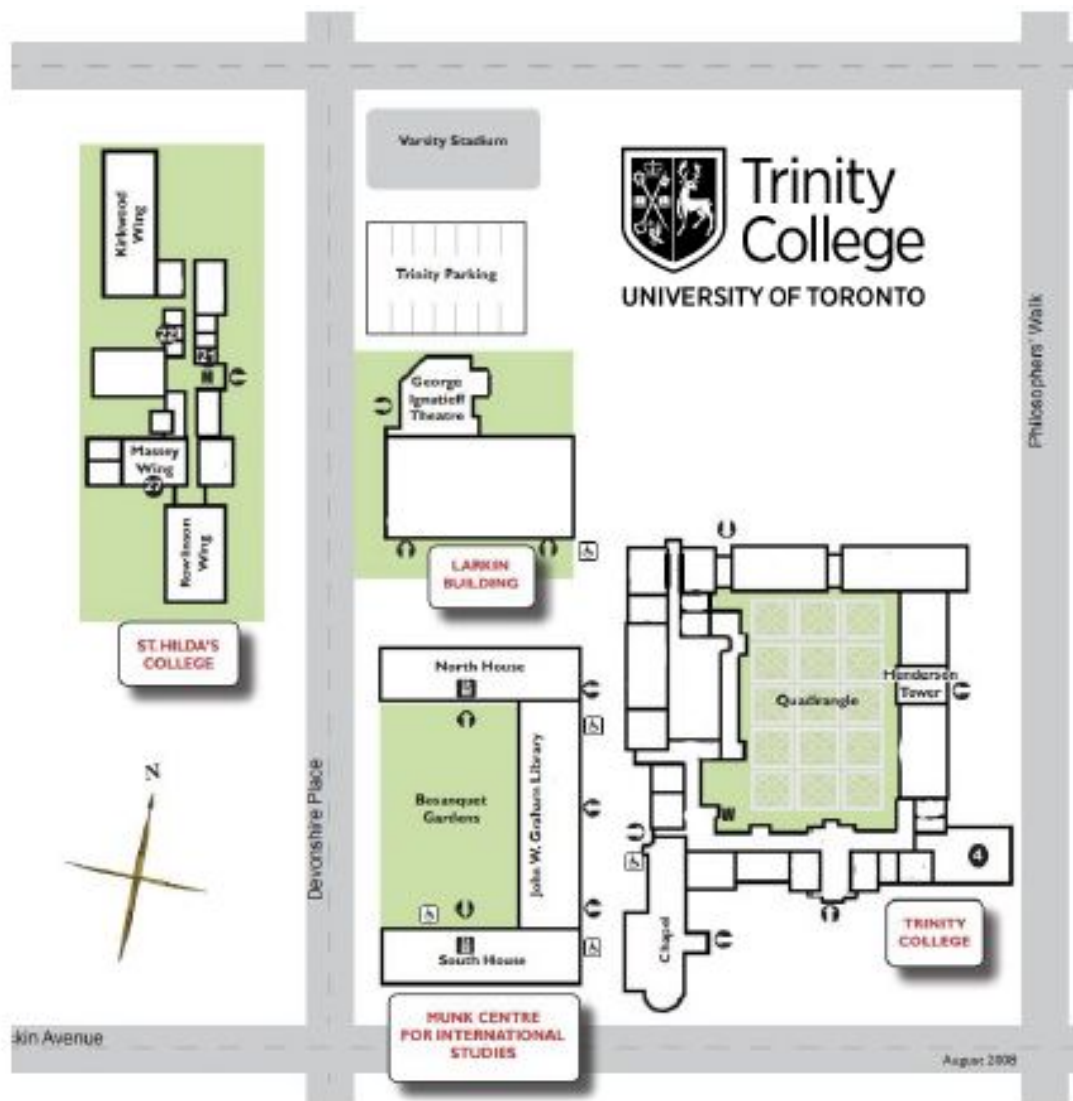 Varsity Stadium
Trinity
College
UNIVERSITY OF TORONTO
Kirkwood
Wing
Trinity Parking
Philosophers' Walk
George
Ignatieff
Theatre
Massey
Wing
27
Rowlinson
Wing
LARKIN
BUILDING
ST. HILDA'S
COLLEGE
North House
Henderson
Tower
Quadrangle
N
Devonshire Place
Bosanquet
Gardens
John W. Graham Library
W
4
Chapel
TRINITY
COLLEGE
South House
MUNK CENTRE
FOR INTERNATIONAL
STUDIES
kin Avenue
August 2008